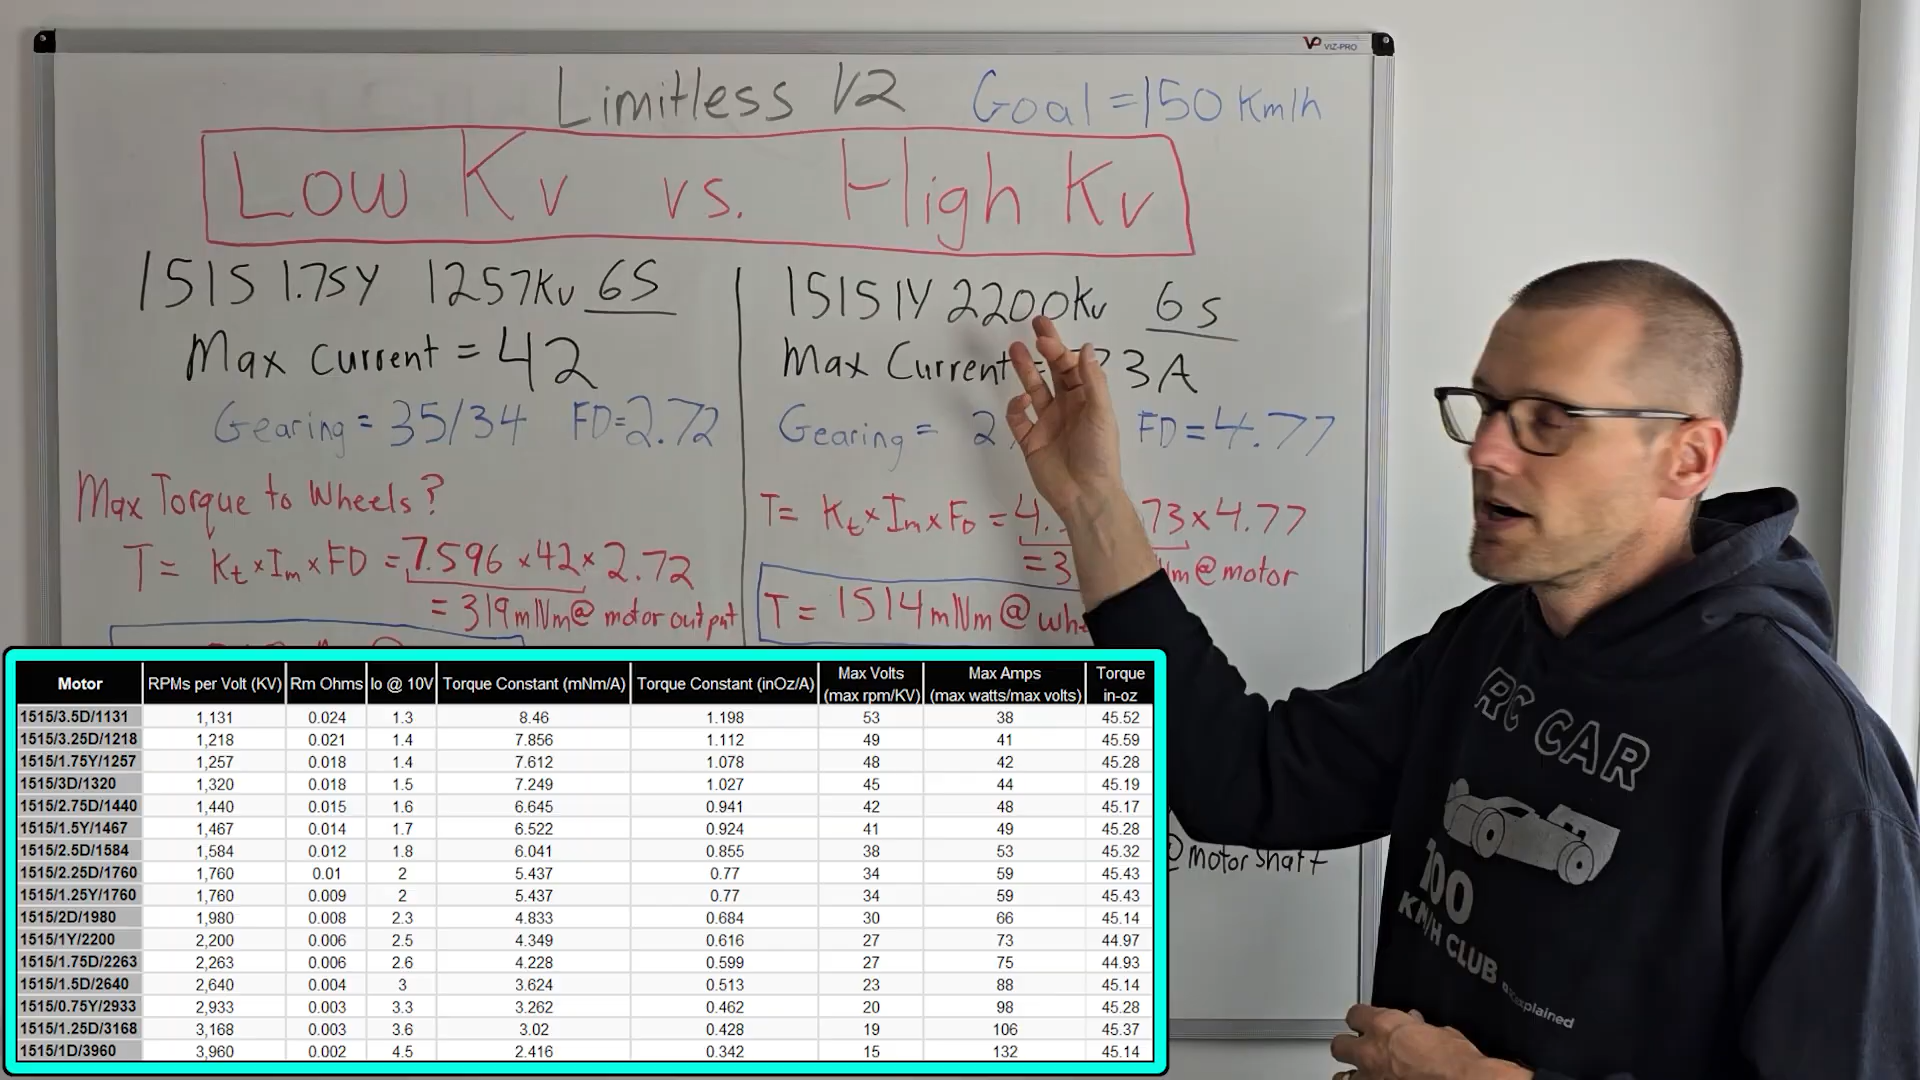 VIZ-PRO
Limitless V2 Goal = 150 Km/h
Low Kv vs. High Kv
1515 1.75Y 1257Kv 6S
Max Current = 42
Gearing = 35/34 FD=2.72
Max Torque to Wheels?
T = Kt×Im×FD = 7.596 × 42 × 2.72
= 319mNm@ motor output
1515 1Y 2200Kv 6s
Max Current = 3A
Gearing = 2 FD = 4.77
T = Kt×Im×FD = 4. 73 × 4.77
= 3 Nm@motor
T = 1514mNm@
@motor shaft
Motor RPMs per Volt (KV) Rm Ohms Io @ 10V Torque Constant (mNm/A) Torque Constant (inOz/A) Max Volts (max rpm/KV) Max Amps (max watts/max volts) Torque in-oz
1515/3.5D/1131 1,131 0.024 1.3 8.46 1.198 53 38 45.52
1515/3.25D/1218 1,218 0.021 1.4 7.856 1.112 49 41 45.59
1515/1.75Y/1257 1,257 0.018 1.4 7.612 1.078 48 42 45.28
1515/3D/1320 1,320 0.018 1.5 7.249 1.027 45 44 45.19
1515/2.75D/1440 1,440 0.015 1.6 6.645 0.941 42 48 45.17
1515/1.5Y/1467 1,467 0.014 1.7 6.522 0.924 41 49 45.28
1515/2.5D/1584 1,584 0.012 1.8 6.041 0.855 38 53 45.32
1515/2.25D/1760 1,760 0.01 2 5.437 0.77 34 59 45.43
1515/1.25Y/1760 1,760 0.009 2 5.437 0.77 34 59 45.43
1515/2D/1980 1,980 0.008 2.3 4.833 0.684 30 66 45.14
1515/1Y/2200 2,200 0.006 2.5 4.349 0.616 27 73 44.97
1515/1.75D/2263 2,263 0.006 2.6 4.228 0.599 27 75 44.93
1515/1.5D/2640 2,640 0.004 3 3.624 0.513 23 88 45.14
1515/0.75Y/2933 2,933 0.003 3.3 3.262 0.462 20 98 45.28
1515/1.25D/3168 3,168 0.003 3.6 3.02 0.428 19 106 45.37
1515/1D/3960 3,960 0.002 4.5 2.416 0.342 15 132 45.14
RC CAR
100
KM/H CLUB